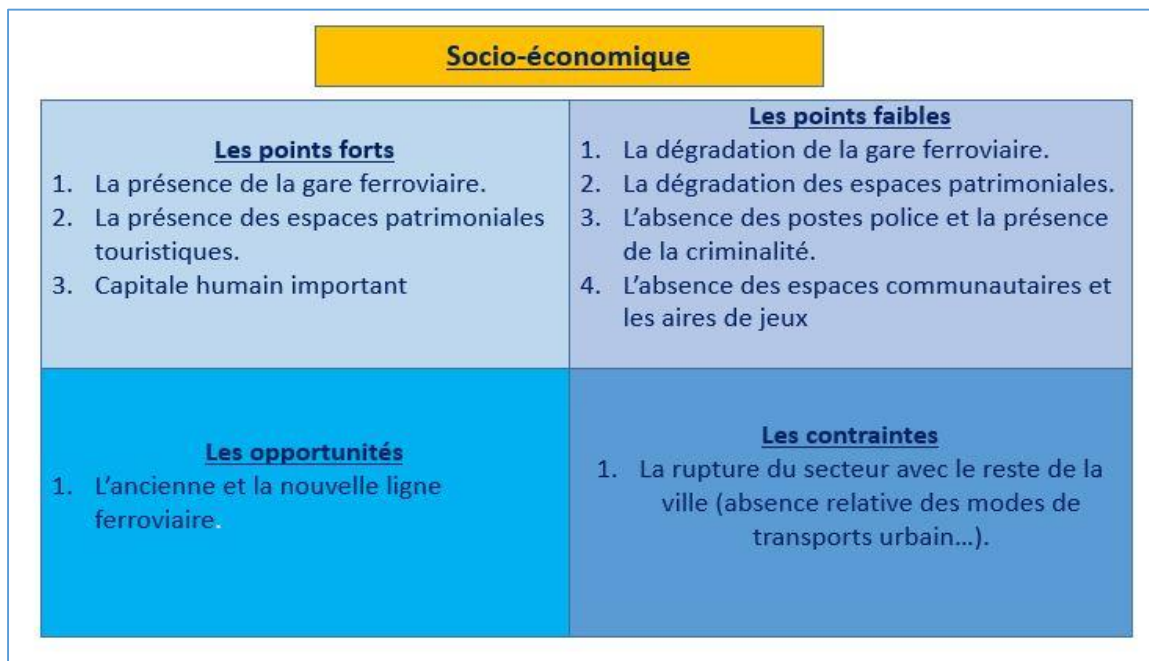 Socio-économique
Les points forts
1. La présence de la gare ferroviaire.
2. La présence des espaces patrimoniales
touristiques.
3. Capitale humain important
Les points faibles
1. La dégradation de la gare ferroviaire.
2. La dégradation des espaces patrimoniales.
3. L'absence des postes police et la présence
de la criminalité.
4. L'absence des espaces communautaires et
les aires de jeux
Les opportunités
1. L'ancienne et la nouvelle ligne
ferroviaire.
Les contraintes
1. La rupture du secteur avec le reste de la
ville (absence relative des modes de
transports urbain…).